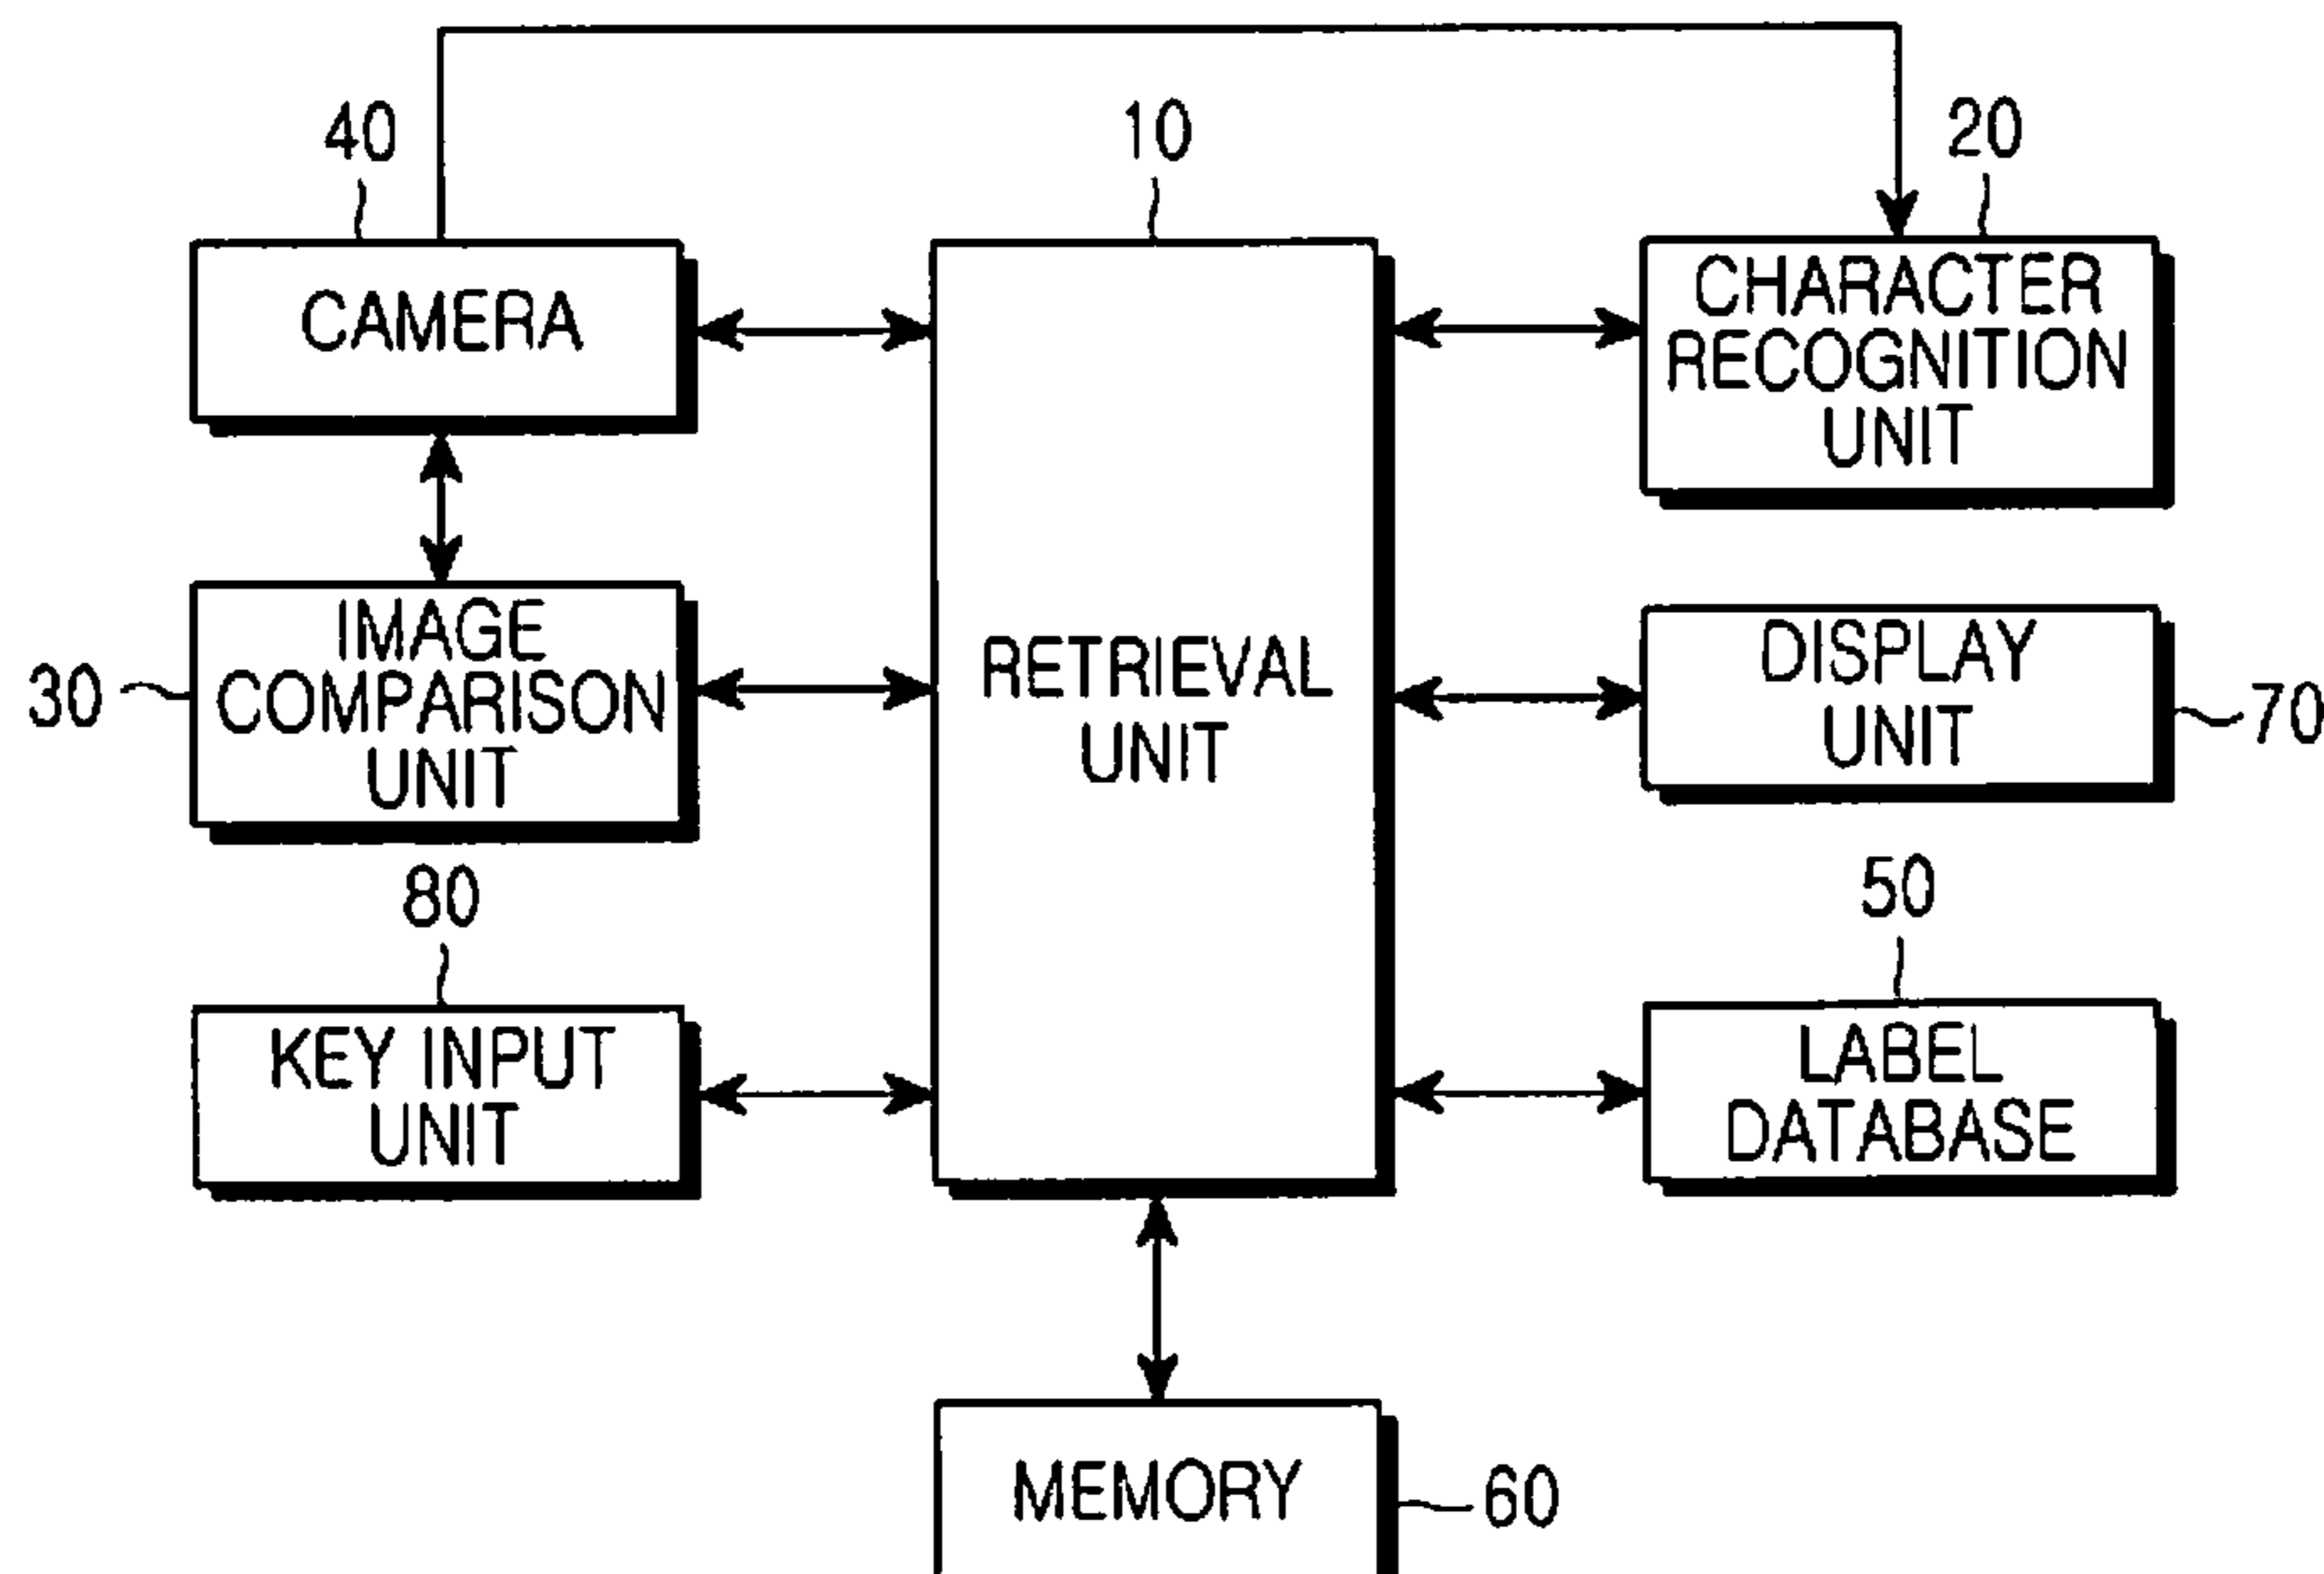 40
10
20
CAMERA
CHARACTER
RECOGNITION
UNIT
30
IMAGE
COMPARISON
UNIT
RETRIEVAL
UNIT
DISPLAY
UNIT
70
80
50
KEY INPUT
UNIT
LABEL
DATABASE
MEMORY
60